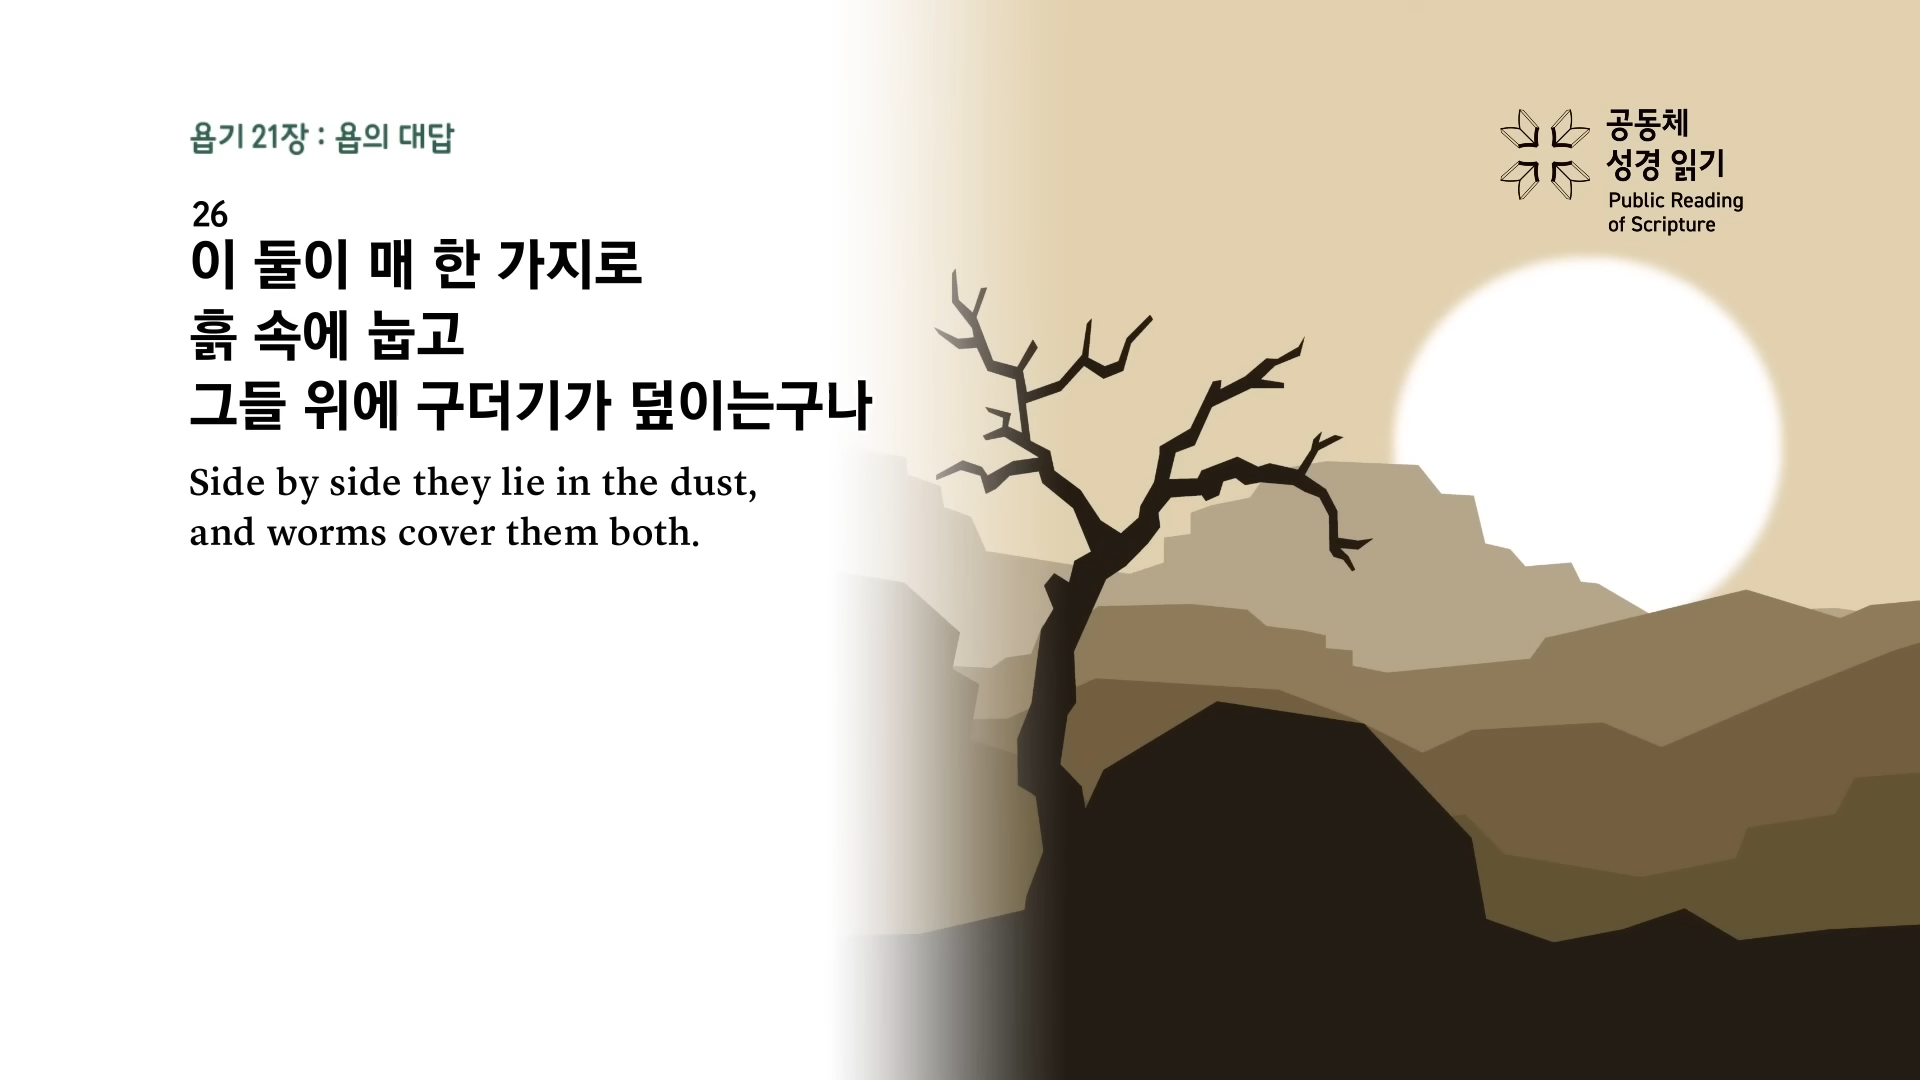 욥기 21장 : 욥의 대답
26
이 둘이 매 한 가지로
흙 속에 눕고
그들 위에 구더기가 덮이는구나
Side by side they lie in the dust,
and worms cover them both.
공동체
성경 읽기
Public Reading
of Scripture